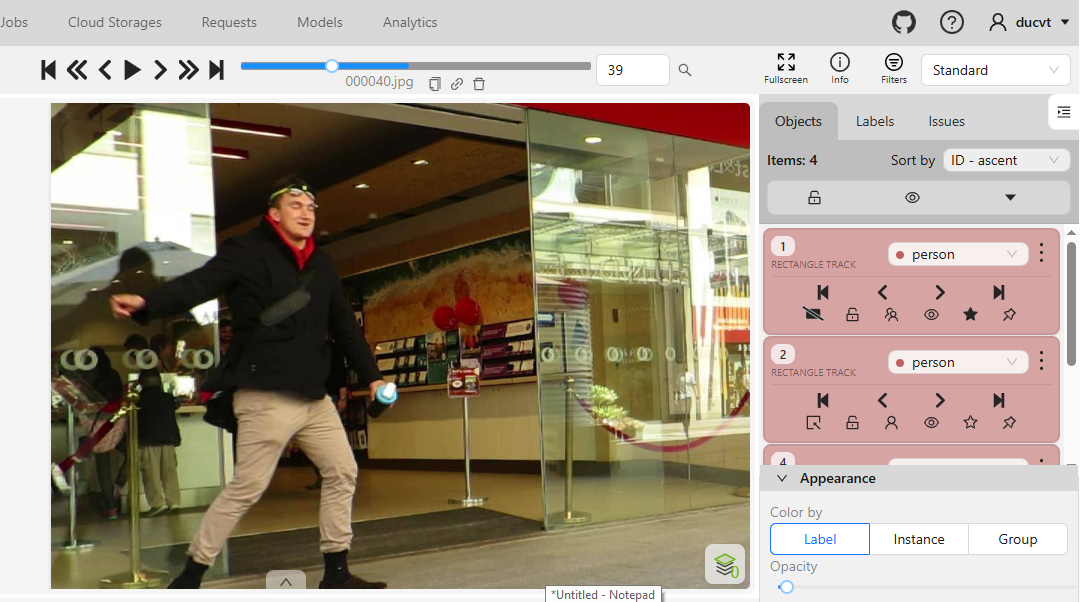 Jobs Cloud Storages Requests Models Analytics
ducvt
000040.jpg
39
Fullscreen Info Filters
Standard
Objects Labels Issues
Items: 4 Sort by ID - ascent
1 person
RECTANGLE TRACK
2 person
RECTANGLE TRACK
4
Appearance
Color by
Label Instance Group
Opacity
0
*Untitled - Notepad